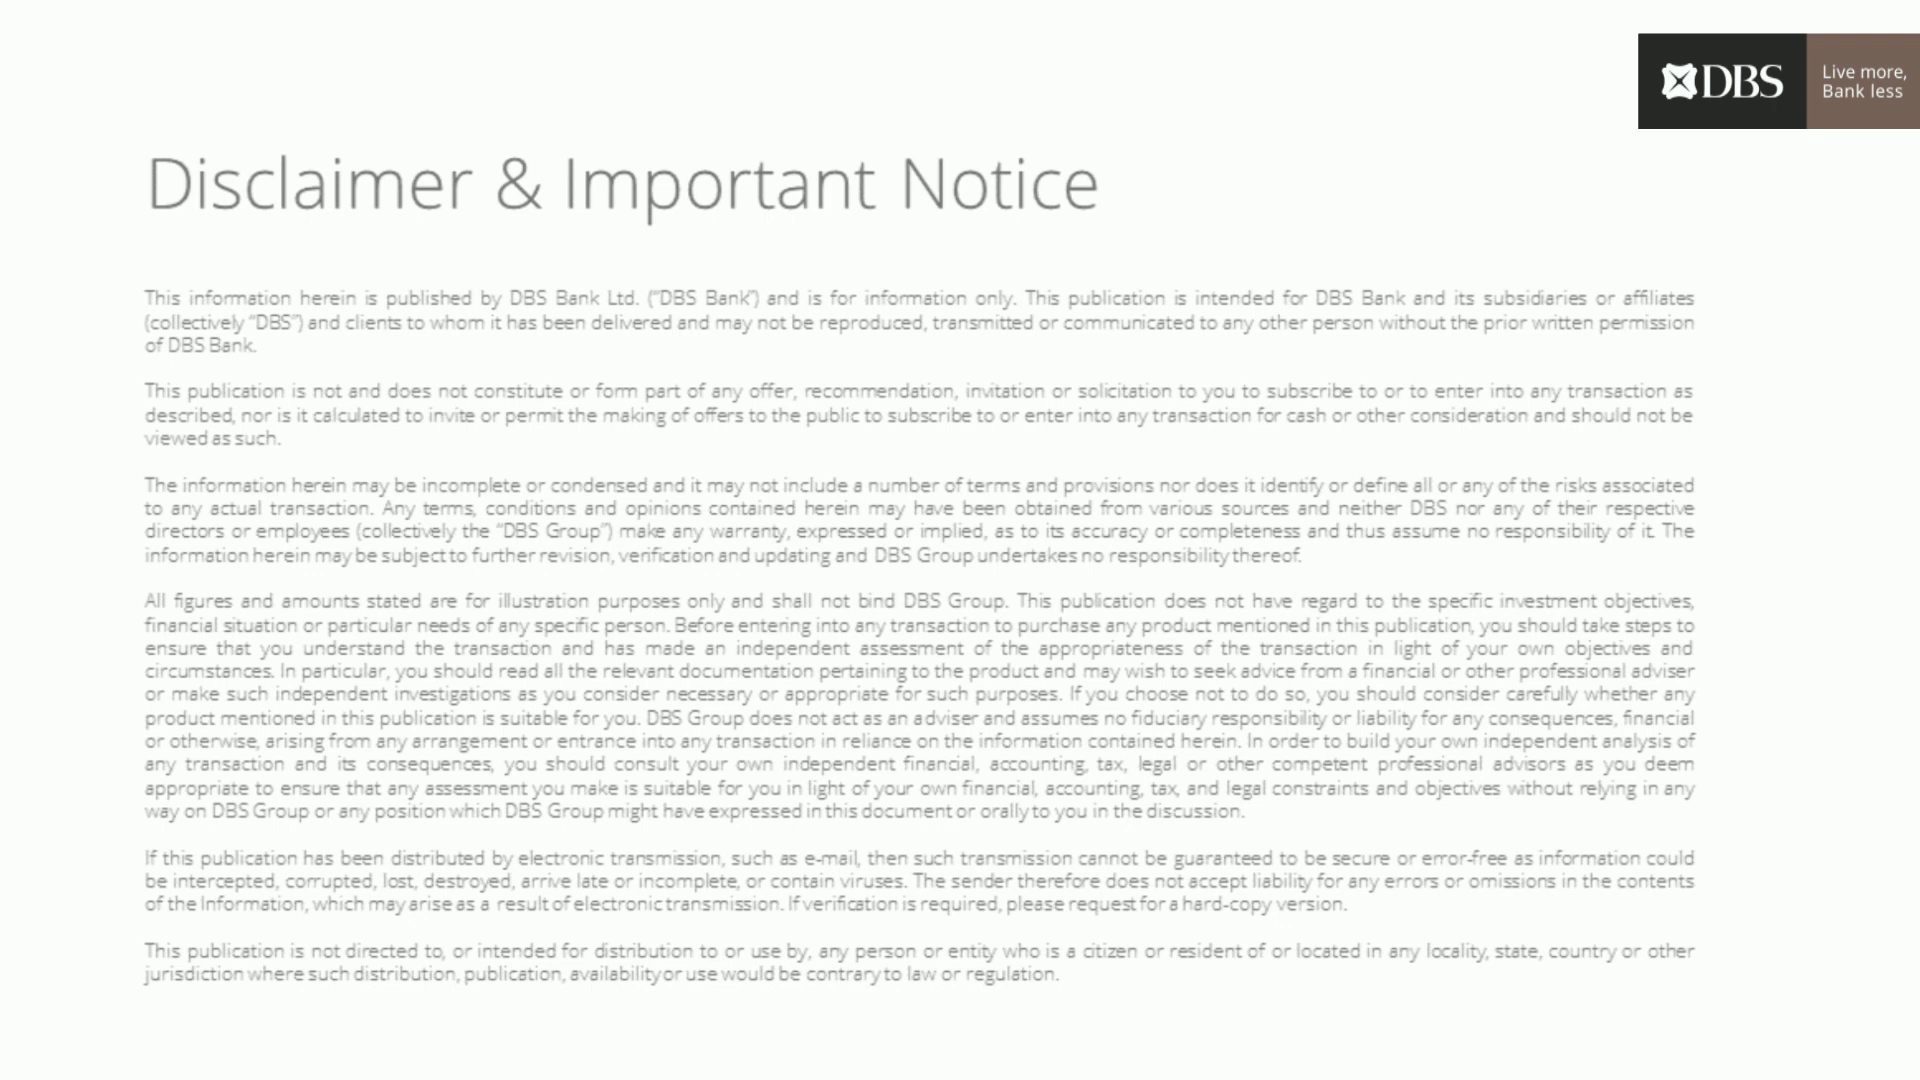 DBS
Live more,
Bank less
Disclaimer & Important Notice
This information herein is published by DBS Bank Ltd. (“DBS Bank”) and is for information only. This publication is intended for DBS Bank and its subsidiaries or affiliates
(collectively “DBS”) and clients to whom it has been delivered and may not be reproduced, transmitted or communicated to any other person without the prior written permission
of DBS Bank.
This publication is not and does not constitute or form part of any offer, recommendation, invitation or solicitation to you to subscribe to or to enter into any transaction as
described, nor is it calculated to invite or permit the making of offers to the public to subscribe to or enter into any transaction for cash or other consideration and should not be
viewed as such.
The information herein may be incomplete or condensed and it may not include a number of terms and provisions nor does it identify or define all or any of the risks associated
to any actual transaction. Any terms, conditions and opinions contained herein may have been obtained from various sources and neither DBS nor any of their respective
directors or employees (collectively the “DBS Group”) make any warranty, expressed or implied, as to its accuracy or completeness and thus assume no responsibility of it. The
information herein may be subject to further revision, verification and updating and DBS Group undertakes no responsibility thereof.
All figures and amounts stated are for illustration purposes only and shall not bind DBS Group. This publication does not have regard to the specific investment objectives,
financial situation or particular needs of any specific person. Before entering into any transaction to purchase any product mentioned in this publication, you should take steps to
ensure that you understand the transaction and has made an independent assessment of the appropriateness of the transaction in light of your own objectives and
circumstances. In particular, you should read all the relevant documentation pertaining to the product and may wish to seek advice from a financial or other professional adviser
or make such independent investigations as you consider necessary or appropriate for such purposes. If you choose not to do so, you should consider carefully whether any
product mentioned in this publication is suitable for you. DBS Group does not act as an adviser and assumes no fiduciary responsibility or liability for any consequences, financial
or otherwise, arising from any arrangement or entrance into any transaction in reliance on the information contained herein. In order to build your own independent analysis of
any transaction and its consequences, you should consult your own independent financial, accounting, tax, legal or other competent professional advisors as you deem
appropriate to ensure that any assessment you make is suitable for you in light of your own financial, accounting, tax, and legal constraints and objectives without relying in any
way on DBS Group or any position which DBS Group might have expressed in this document or orally to you in the discussion.
If this publication has been distributed by electronic transmission, such as e-mail, then such transmission cannot be guaranteed to be secure or error-free as information could
be intercepted, corrupted, lost, destroyed, arrive late or incomplete, or contain viruses. The sender therefore does not accept liability for any errors or omissions in the contents
of the Information, which may arise as a result of electronic transmission. If verification is required, please request for a hard-copy version.
This publication is not directed to, or intended for distribution to or use by, any person or entity who is a citizen or resident of or located in any locality, state, country or other
jurisdiction where such distribution, publication, availability or use would be contrary to law or regulation.